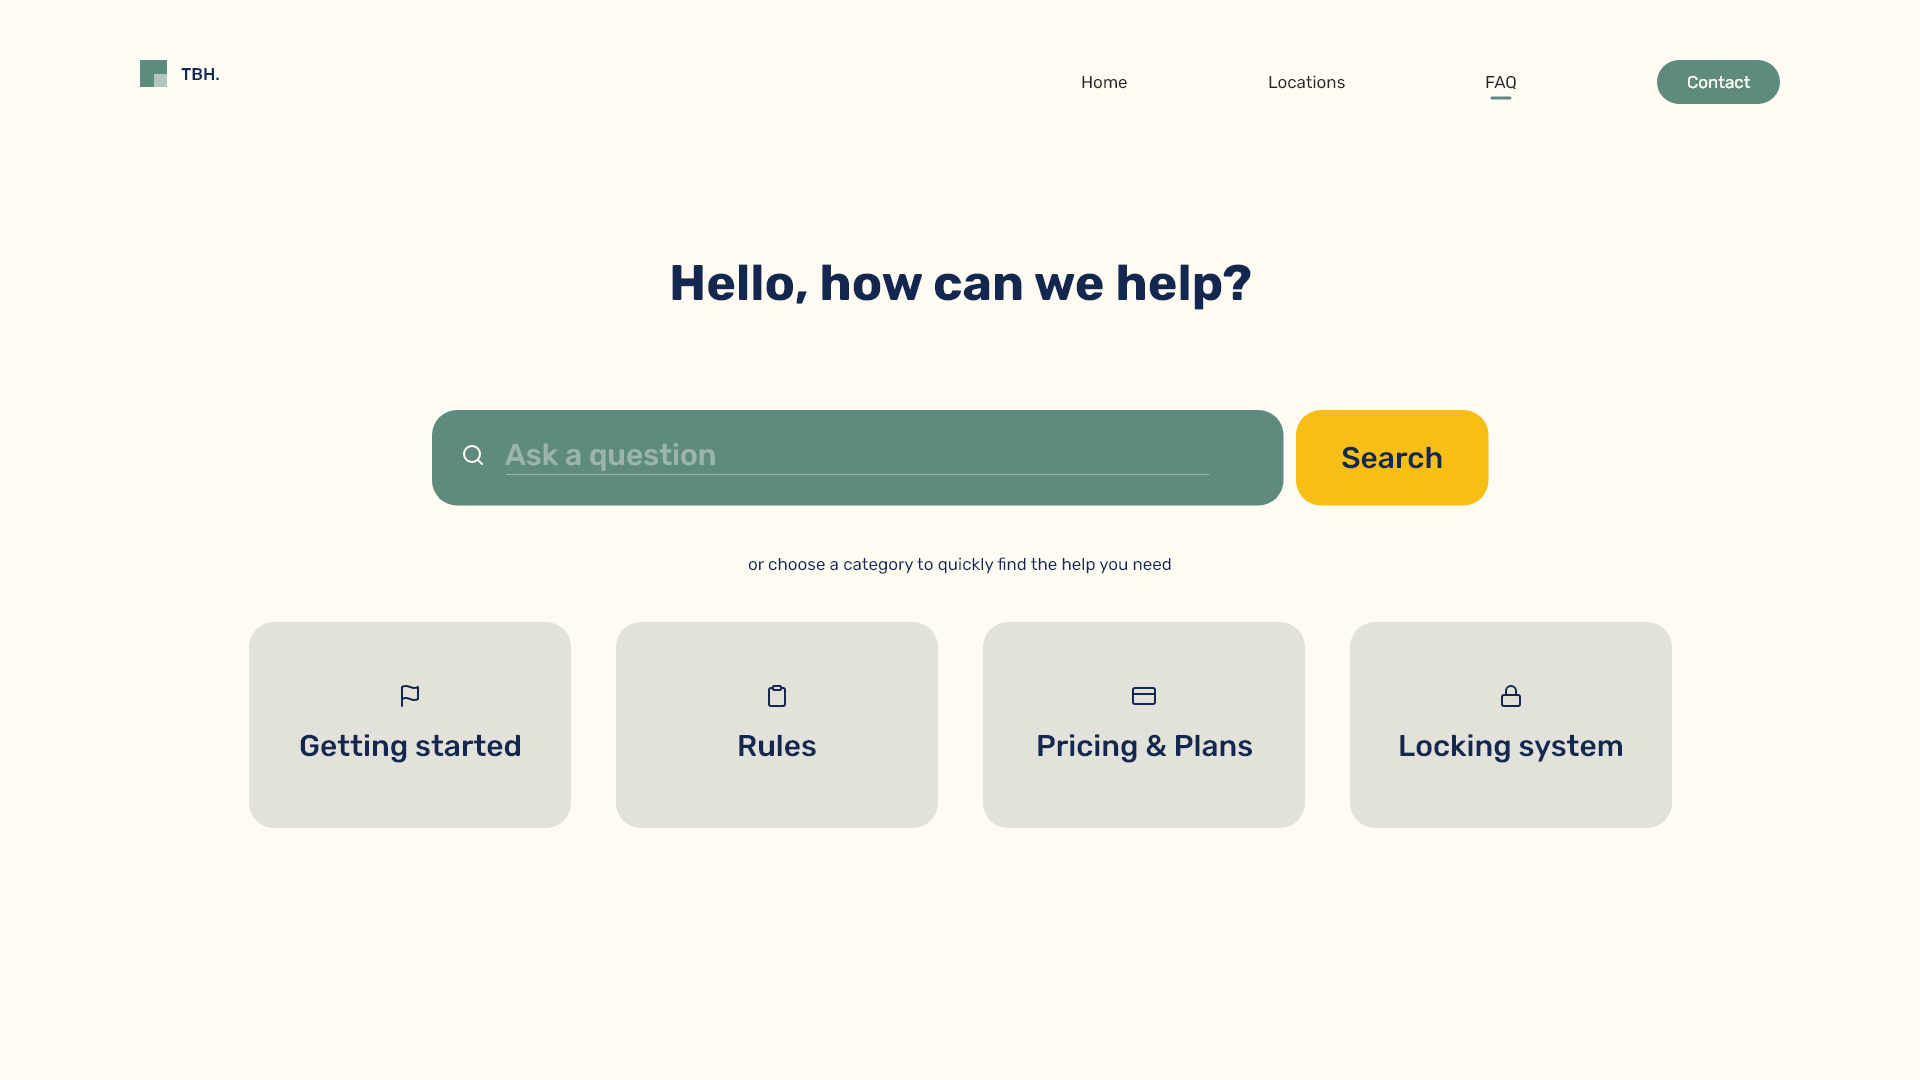 TBH.
Home
Locations
FAQ
Contact
Hello, how can we help?
Ask a question
Search
or choose a category to quickly find the help you need
Getting started
Rules
Pricing & Plans
Locking system